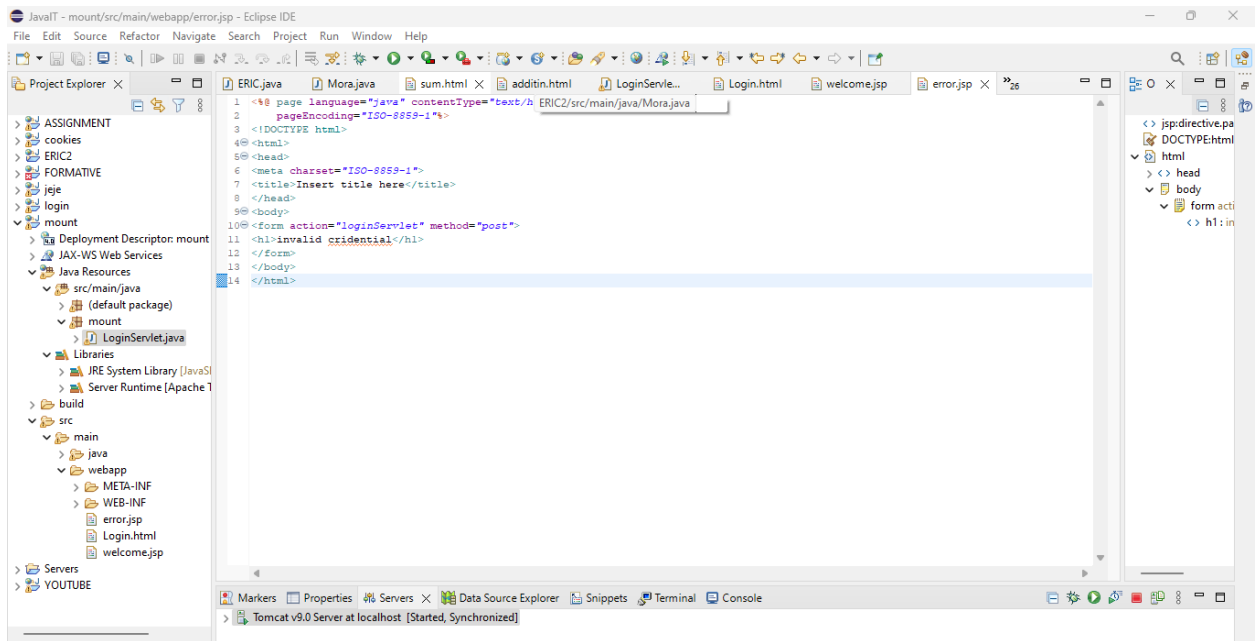 JavaIT - mount/src/main/webapp/error.jsp - Eclipse IDE
File Edit Source Refactor Navigate Search Project Run Window Help
Project Explorer
ERIC.java Mora.java sum.html additin.html LoginServle... Login.html welcome.jsp error.jsp »26
O
ASSIGNMENT
cookies
ERIC2
FORMATIVE
jeje
login
mount
Deployment Descriptor: mount
JAX-WS Web Services
Java Resources
src/main/java
(default package)
mount
LoginServlet.java
Libraries
JRE System Library [JavaSE
Server Runtime [Apache T
build
src
main
java
webapp
META-INF
WEB-INF
error.jsp
Login.html
welcome.jsp
Servers
YOUTUBE
1 <%@ page language="java" contentType="text/h
ERIC2/src/main/java/Mora.java
2 pageEncoding="ISO-8859-1"%>
3 <!DOCTYPE html>
4 <html>
5 <head>
6 <meta charset="ISO-8859-1">
7 <title>Insert title here</title>
8 </head>
9 <body>
10 <form action="loginServlet" method="post">
11 <h1>invalid cridential</h1>
12 </form>
13 </body>
14 </html>
jsp:directive.pa
DOCTYPE:html
html
head
body
form acti
h1 : in
Markers Properties Servers Data Source Explorer Snippets Terminal Console
Tomcat v9.0 Server at localhost [Started, Synchronized]